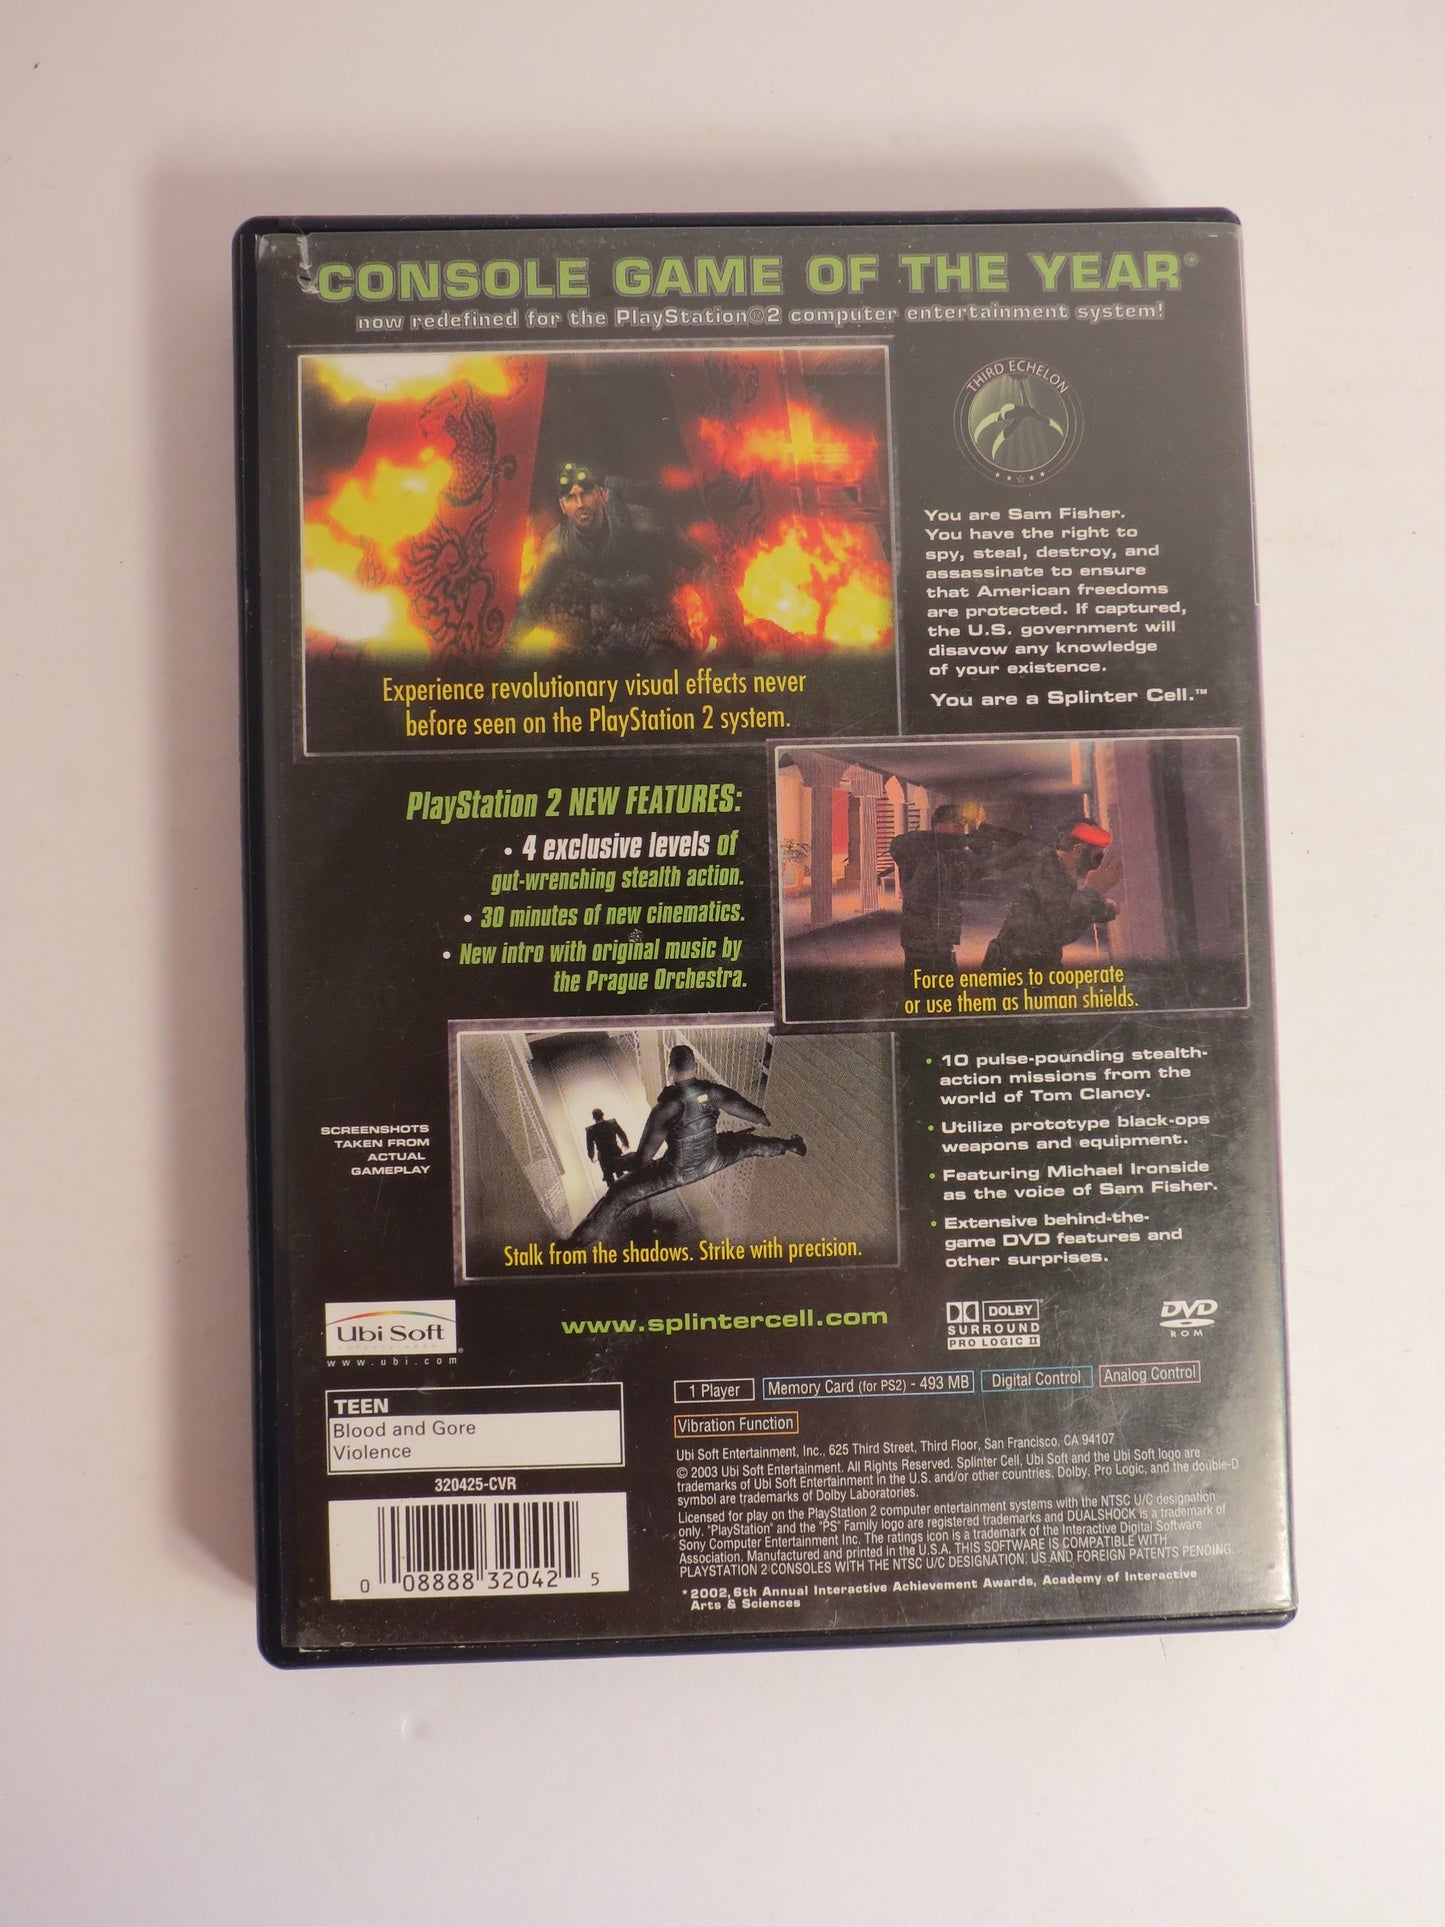 CONSOLE GAME OF THE YEAR*
now redefined for the PlayStation®2 computer entertainment system!
THIRD ECHELON
Experience revolutionary visual effects never
before seen on the PlayStation 2 system.
You are Sam Fisher.
You have the right to
spy, steal, destroy, and
assassinate to ensure
that American freedoms
are protected. If captured,
the U.S. government will
disavow any knowledge
of your existence.
You are a Splinter Cell.™
PlayStation 2 NEW FEATURES:
• 4 exclusive levels of
gut-wrenching stealth action.
• 30 minutes of new cinematics.
• New intro with original music by
the Prague Orchestra.
Force enemies to cooperate
or use them as human shields.
SCREENSHOTS
TAKEN FROM
ACTUAL
GAMEPLAY
Stalk from the shadows. Strike with precision.
• 10 pulse-pounding stealth-
action missions from the
world of Tom Clancy.
• Utilize prototype black-ops
weapons and equipment.
• Featuring Michael Ironside
as the voice of Sam Fisher.
• Extensive behind-the-
game DVD features and
other surprises.
Ubi Soft
ENTERTAINMENT
®
www.ubi.com
www.splintercell.com
DOLBY
SURROUND
PRO LOGIC II
DVD
ROM
TEEN
Blood and Gore
Violence
320425-CVR
0 08888 32042 5
1 Player
Memory Card (for PS2) - 493 MB
Digital Control
Analog Control
Vibration Function
Ubi Soft Entertainment, Inc., 625 Third Street, Third Floor, San Francisco, CA 94107
© 2003 Ubi Soft Entertainment. All Rights Reserved. Splinter Cell, Ubi Soft and the Ubi Soft logo are
trademarks of Ubi Soft Entertainment in the U.S. and/or other countries. Dolby, Pro Logic, and the double-D
symbol are trademarks of Dolby Laboratories.
Licensed for play on the PlayStation 2 computer entertainment systems with the NTSC U/C designation
only. "PlayStation" and the "PS" Family logo are registered trademarks and DUALSHOCK is a trademark of
Sony Computer Entertainment Inc. The ratings icon is a trademark of the Interactive Digital Software
Association. Manufactured and printed in the U.S.A. THIS SOFTWARE IS COMPATIBLE WITH
PLAYSTATION 2 CONSOLES WITH THE NTSC U/C DESIGNATION. US AND FOREIGN PATENTS PENDING.
*2002, 6th Annual Interactive Achievement Awards, Academy of Interactive
Arts & Sciences